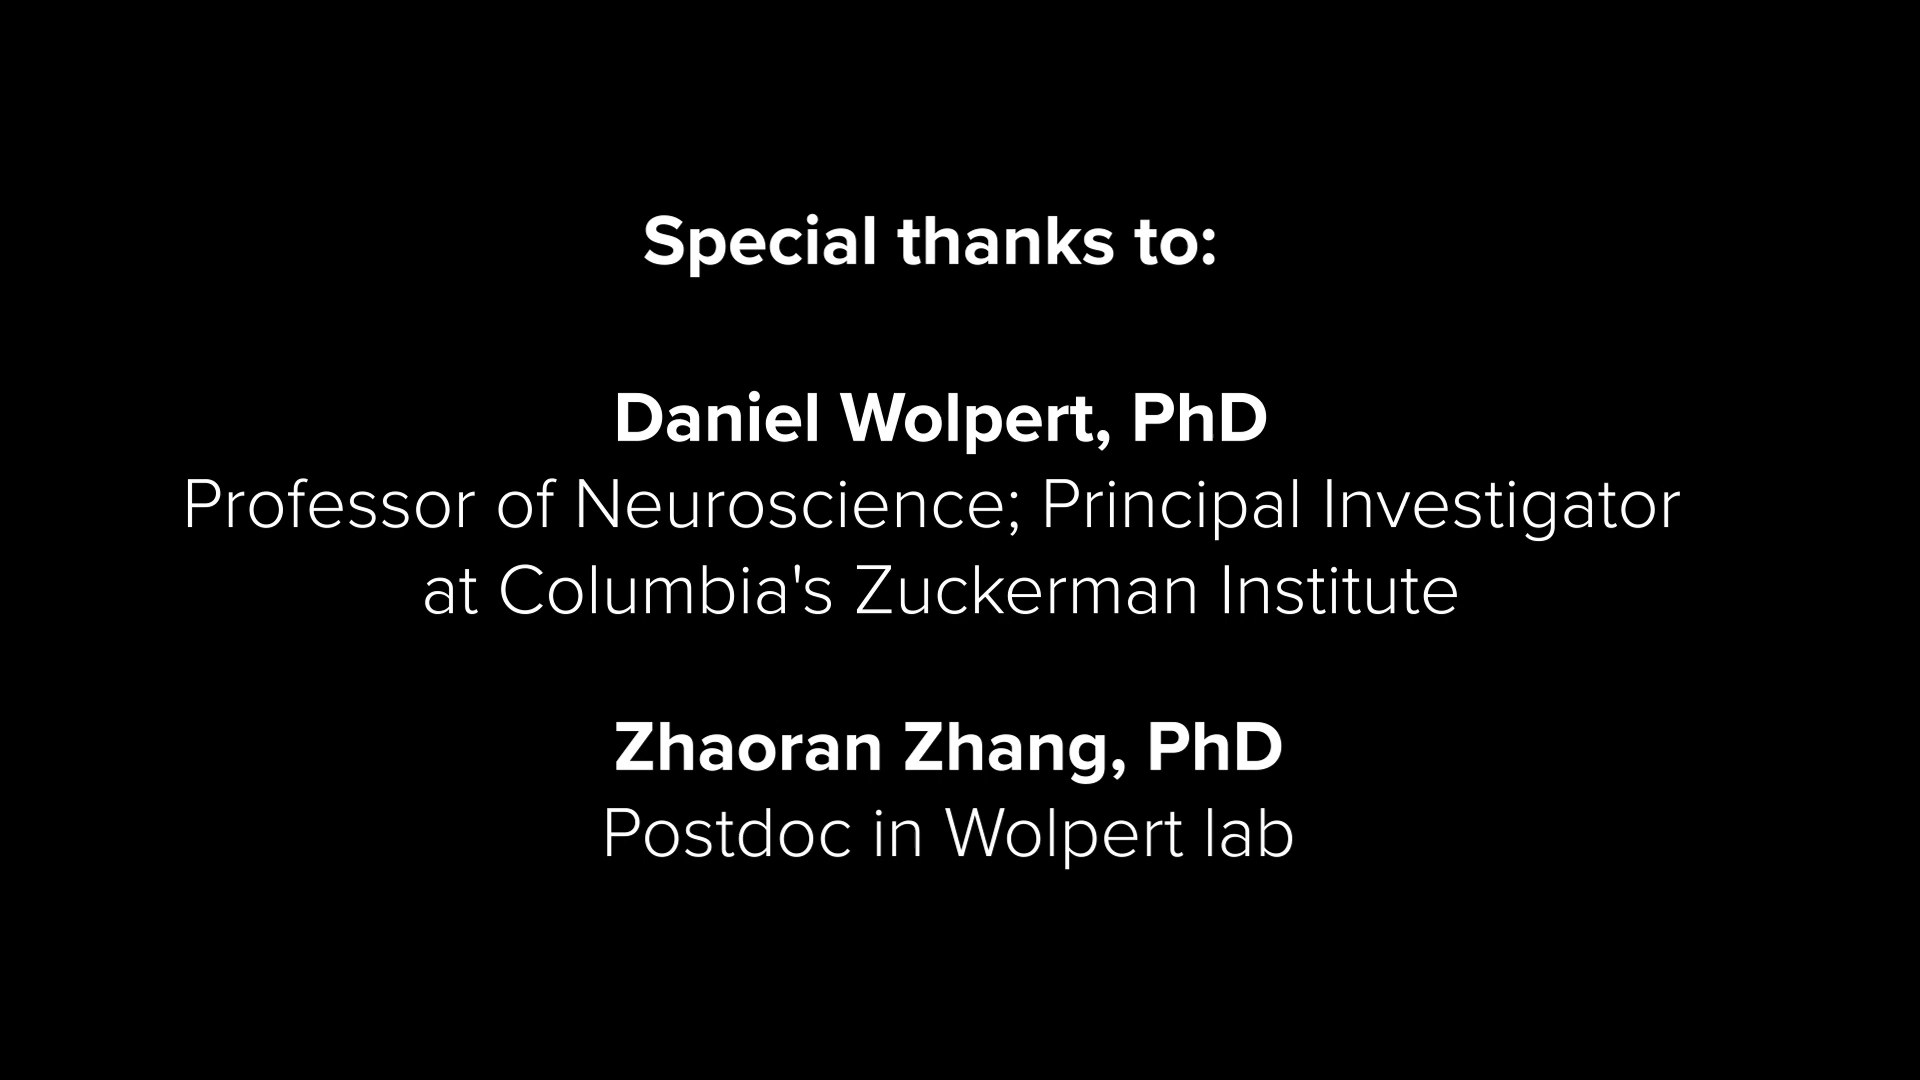 Special thanks to:
Daniel Wolpert, PhD
Professor of Neuroscience; Principal Investigator
at Columbia's Zuckerman Institute
Zhaoran Zhang, PhD
Postdoc in Wolpert lab